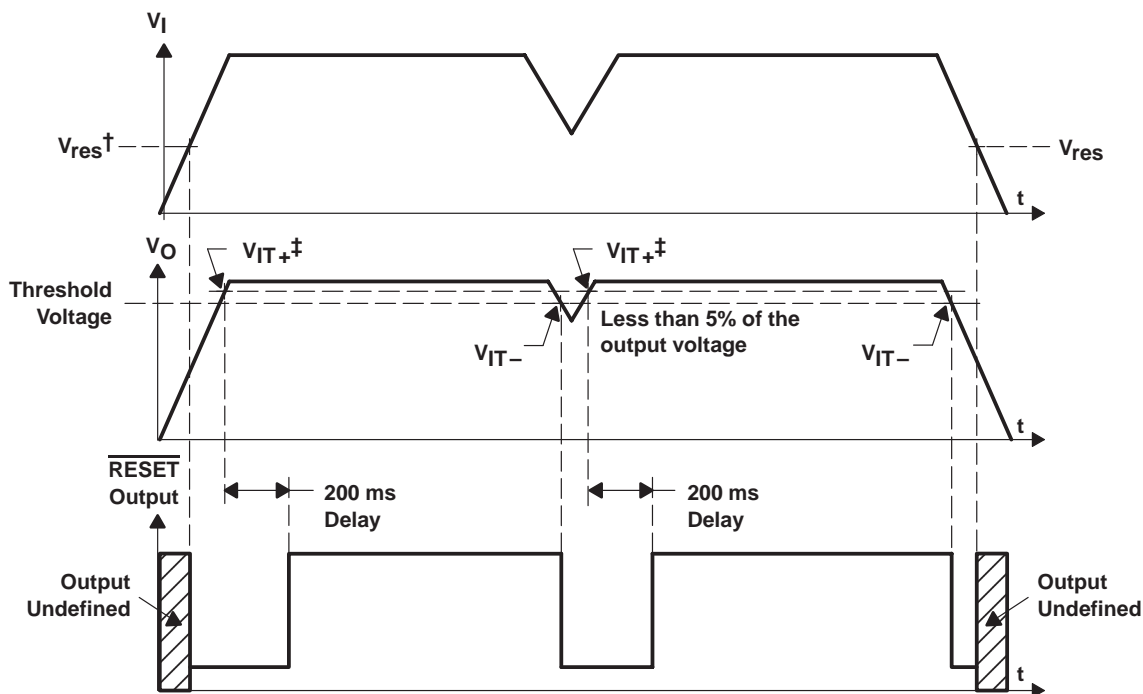 VI
Vres†
Vres
t
VO
VIT+‡
VIT+‡
Threshold
Voltage
Less than 5% of the
output voltage
VIT–
VIT–
t
RESET
Output
200 ms
Delay
200 ms
Delay
Output
Undefined
Output
Undefined
t